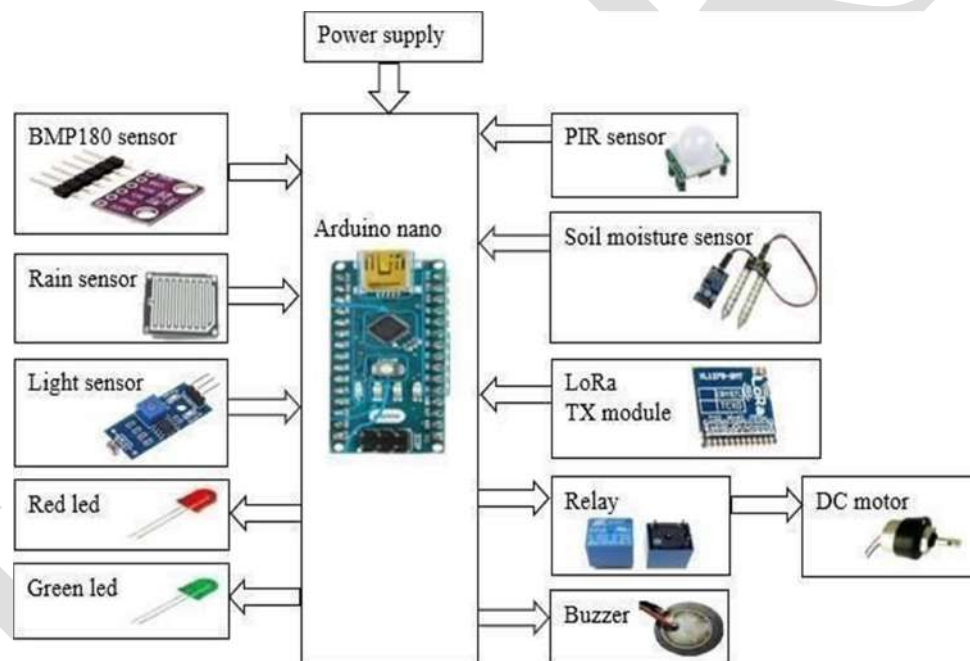 Power supply
BMP180 sensor
PIR sensor
Arduino nano
Soil moisture sensor
Rain sensor
Light sensor
LoRa
TX module
LoRa
Red led
Relay
DC motor
Green led
Buzzer